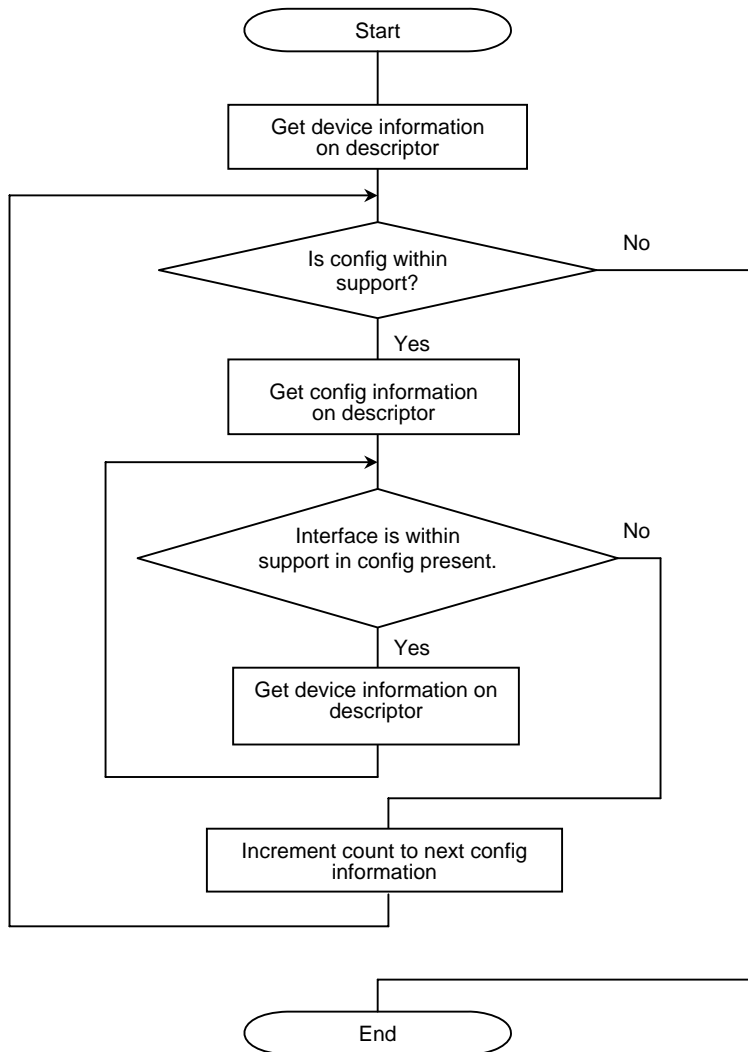 Start
Get device information
on descriptor
Is config within
support?
No
Yes
Get config information
on descriptor
Interface is within
support in config present.
No
Yes
Get device information on
descriptor
Increment count to next config
information
End